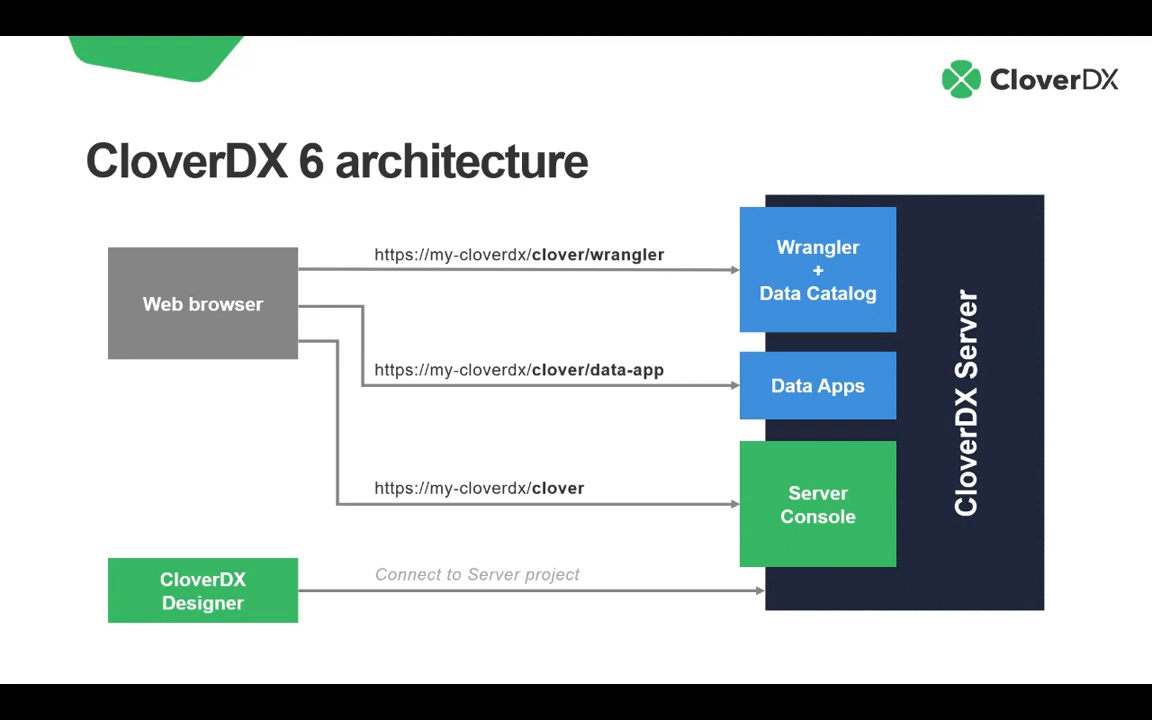 CloverDX
CloverDX 6 architecture
Web browser
https://my-cloverdx/clover/wrangler
https://my-cloverdx/clover/data-app
https://my-cloverdx/clover
Wrangler
+
Data Catalog
Data Apps
Server
Console
CloverDX Server
CloverDX
Designer
Connect to Server project